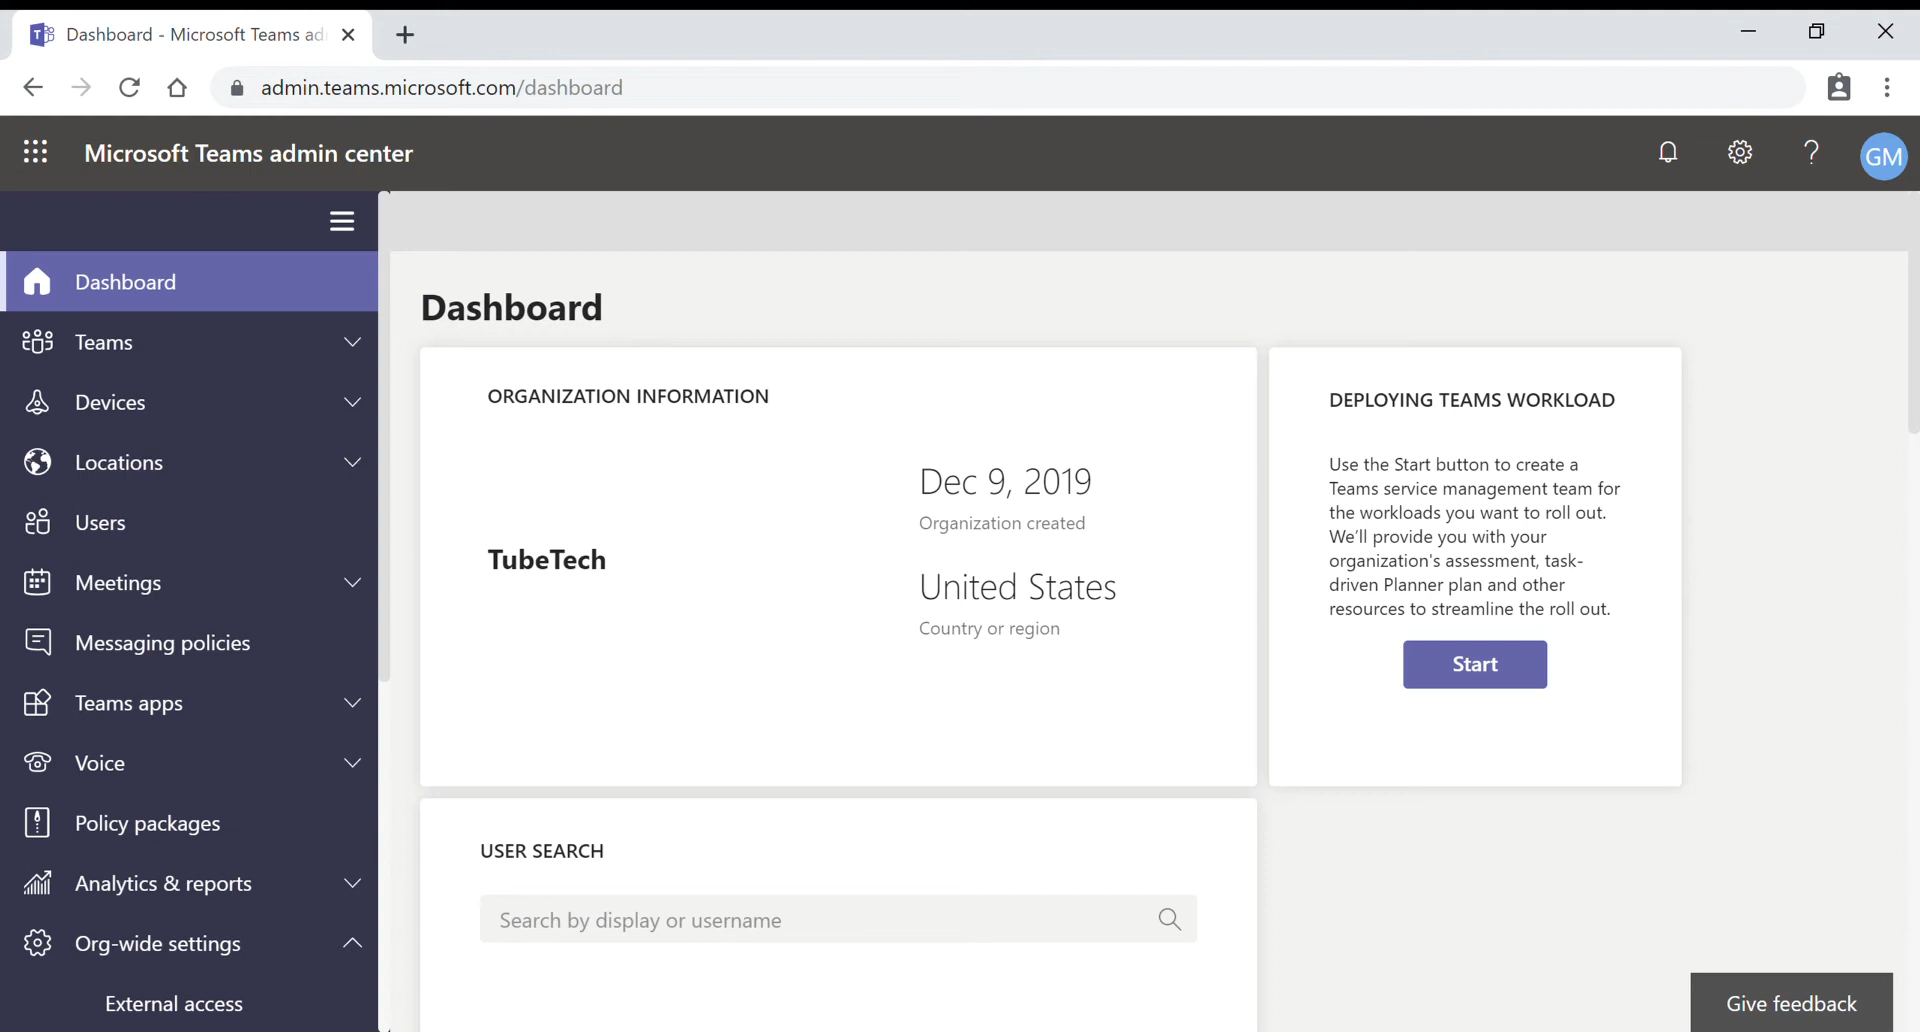 Dashboard - Microsoft Teams ad
admin.teams.microsoft.com/dashboard
Microsoft Teams admin center
GM
Dashboard
Teams
Devices
Locations
Users
Meetings
Messaging policies
Teams apps
Voice
Policy packages
Analytics & reports
Org-wide settings
External access
Dashboard
ORGANIZATION INFORMATION
TubeTech
Dec 9, 2019
Organization created
United States
Country or region
DEPLOYING TEAMS WORKLOAD
Use the Start button to create a
Teams service management team for
the workloads you want to roll out.
We'll provide you with your
organization's assessment, task-
driven Planner plan and other
resources to streamline the roll out.
Start
USER SEARCH
Search by display or username
Give feedback